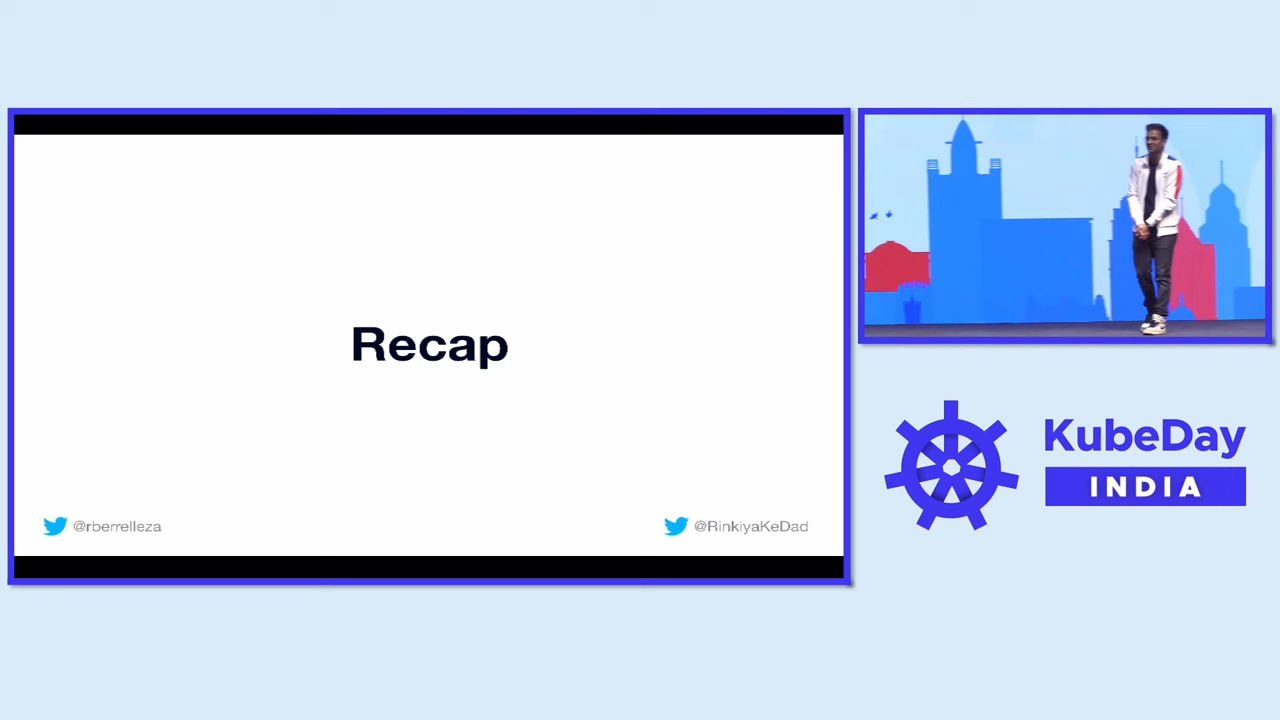 Recap
@rberrelleza
@RinkiyaKeDad
KubeDay
INDIA